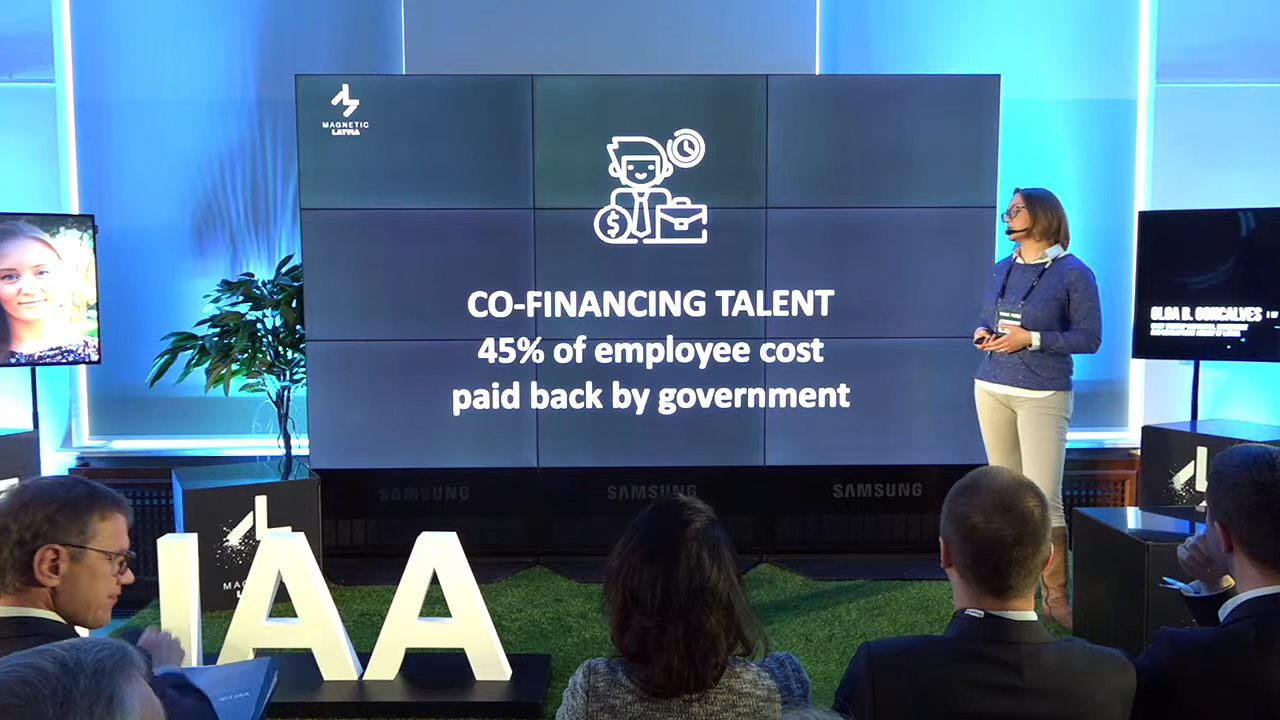 MAGNETIC
LATVIA
$
CO-FINANCING TALENT
45% of employee cost
paid back by government
OLGA B. GONCALVES
SAMSUNG
SAMSUNG
SAMSUNG
IAA